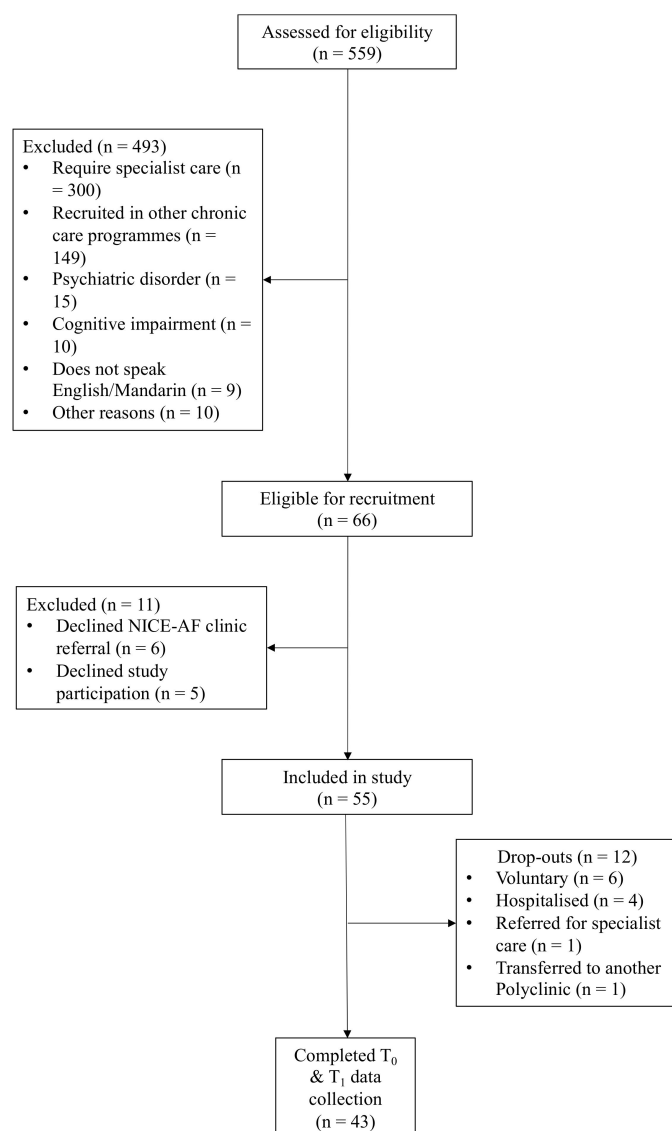 Assessed for eligibility
(n = 559)
Excluded (n = 493)
• Require specialist care (n
= 300)
• Recruited in other chronic
care programmes (n =
149)
• Psychiatric disorder (n =
15)
• Cognitive impairment (n =
10)
• Does not speak
English/Mandarin (n = 9)
• Other reasons (n = 10)
Eligible for recruitment
(n = 66)
Excluded (n = 11)
• Declined NICE-AF clinic
referral (n = 6)
• Declined study
participation (n = 5)
Included in study
(n = 55)
Drop-outs (n = 12)
• Voluntary (n = 6)
• Hospitalised (n = 4)
• Referred for specialist
care (n = 1)
• Transferred to another
Polyclinic (n = 1)
Completed T₀
& T₁ data
collection
(n = 43)